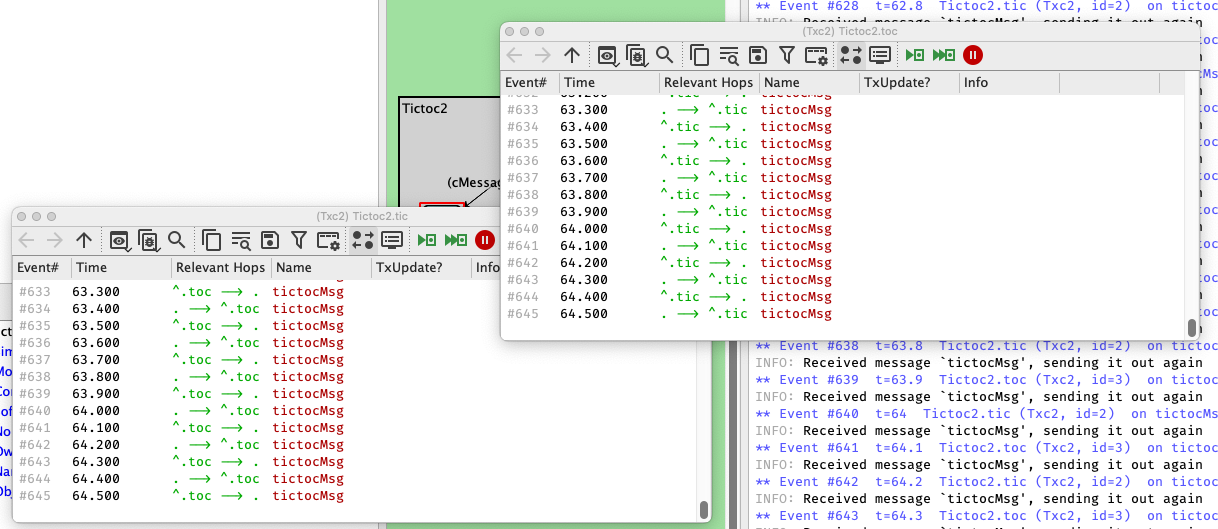 ** Event #628  t=62.8  Tictoc2.tic (Txc2, id=2)  on tictoc
(Txc2) Tictoc2.toc
Event# Time Relevant Hops Name TxUpdate? Info
#633 63.300 . --> ^.tic tictocMsg
#634 63.400 ^.tic --> . tictocMsg
#635 63.500 . --> ^.tic tictocMsg
#636 63.600 ^.tic --> . tictocMsg
#637 63.700 . --> ^.tic tictocMsg
#638 63.800 ^.tic --> . tictocMsg
#639 63.900 . --> ^.tic tictocMsg
#640 64.000 ^.tic --> . tictocMsg
#641 64.100 . --> ^.tic tictocMsg
#642 64.200 ^.tic --> . tictocMsg
#643 64.300 . --> ^.tic tictocMsg
#644 64.400 ^.tic --> . tictocMsg
#645 64.500 . --> ^.tic tictocMsg
Tictoc2
(cMessag
(Txc2) Tictoc2.tic
Event# Time Relevant Hops Name TxUpdate? Info
#633 63.300 ^.toc --> . tictocMsg
#634 63.400 . --> ^.toc tictocMsg
#635 63.500 ^.toc --> . tictocMsg
#636 63.600 . --> ^.toc tictocMsg
#637 63.700 ^.toc --> . tictocMsg
#638 63.800 . --> ^.toc tictocMsg
#639 63.900 ^.toc --> . tictocMsg
#640 64.000 . --> ^.toc tictocMsg
#641 64.100 ^.toc --> . tictocMsg
#642 64.200 . --> ^.toc tictocMsg
#643 64.300 ^.toc --> . tictocMsg
#644 64.400 . --> ^.toc tictocMsg
#645 64.500 ^.toc --> . tictocMsg
** Event #638  t=63.8  Tictoc2.tic (Txc2, id=2)  on tictoc
INFO: Received message `tictocMsg', sending it out again
** Event #639  t=63.9  Tictoc2.toc (Txc2, id=3)  on tictoc
INFO: Received message `tictocMsg', sending it out again
** Event #640  t=64  Tictoc2.tic (Txc2, id=2)  on tictocMs
INFO: Received message `tictocMsg', sending it out again
** Event #641  t=64.1  Tictoc2.toc (Txc2, id=3)  on tictoc
INFO: Received message `tictocMsg', sending it out again
** Event #642  t=64.2  Tictoc2.tic (Txc2, id=2)  on tictoc
INFO: Received message `tictocMsg', sending it out again
** Event #643  t=64.3  Tictoc2.toc (Txc2, id=3)  on tictoc